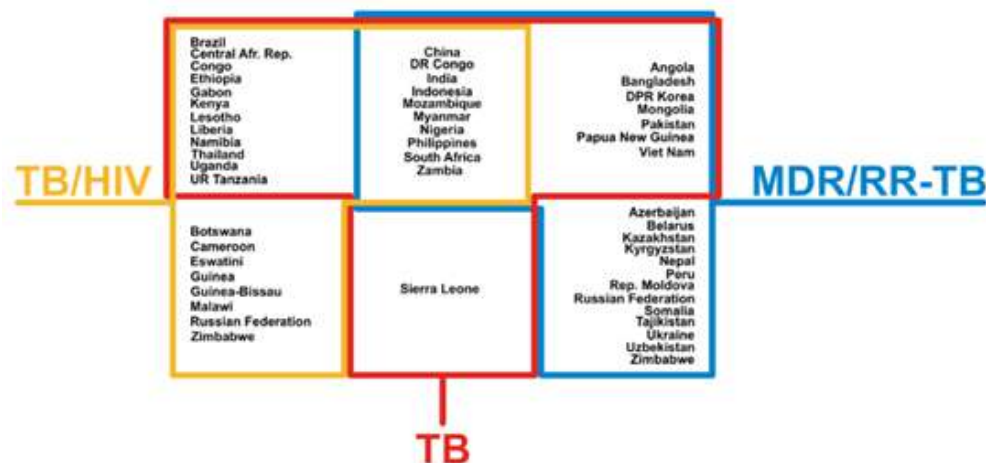 Brazil
Central Afr. Rep.
Congo
Ethiopia
Gabon
Kenya
Lesotho
Liberia
Namibia
Thailand
Uganda
UR Tanzania
China
DR Congo
India
Indonesia
Mozambique
Myanmar
Nigeria
Philippines
South Africa
Zambia
Angola
Bangladesh
DPR Korea
Mongolia
Pakistan
Papua New Guinea
Viet Nam
TB/HIV
MDR/RR-TB
Botswana
Cameroon
Eswatini
Guinea
Guinea-Bissau
Malawi
Russian Federation
Zimbabwe
Sierra Leone
Azerbaijan
Belarus
Kazakhstan
Kyrgyzstan
Nepal
Peru
Rep. Moldova
Russian Federation
Somalia
Tajikistan
Ukraine
Uzbekistan
Zimbabwe
TB